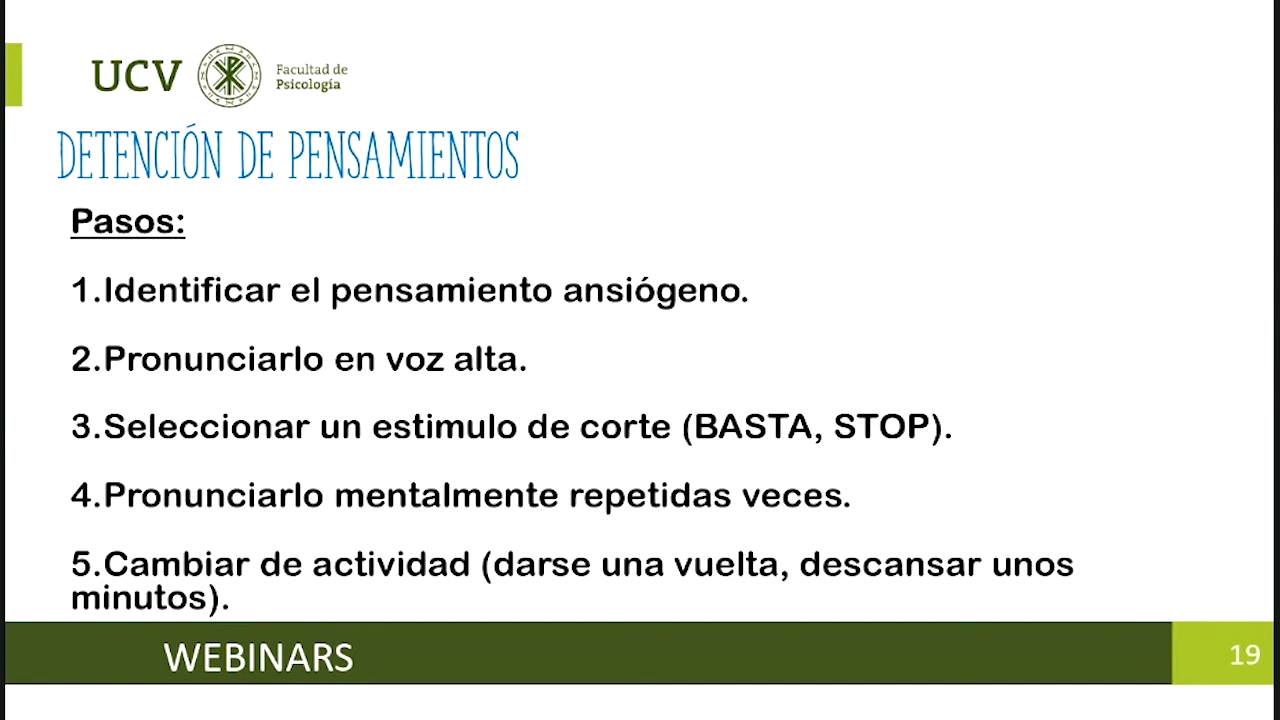 UCV
Facultad de
Psicología
DETENCIÓN DE PENSAMIENTOS
Pasos:
1.Identificar el pensamiento ansiógeno.
2.Pronunciarlo en voz alta.
3.Seleccionar un estimulo de corte (BASTA, STOP).
4.Pronunciarlo mentalmente repetidas veces.
5.Cambiar de actividad (darse una vuelta, descansar unos
minutos).
WEBINARS
19